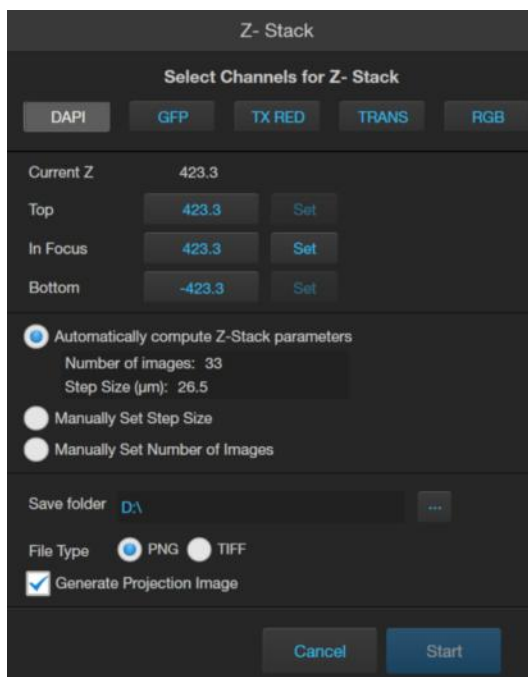 Z- Stack
Select Channels for Z- Stack
DAPI GFP TX RED TRANS RGB
Current Z 423.3
Top 423.3 Set
In Focus 423.3 Set
Bottom -423.3 Set
Automatically compute Z-Stack parameters
Number of images: 33
Step Size (µm): 26.5
Manually Set Step Size
Manually Set Number of Images
Save folder D:\ ...
File Type PNG TIFF
Generate Projection Image
Cancel Start